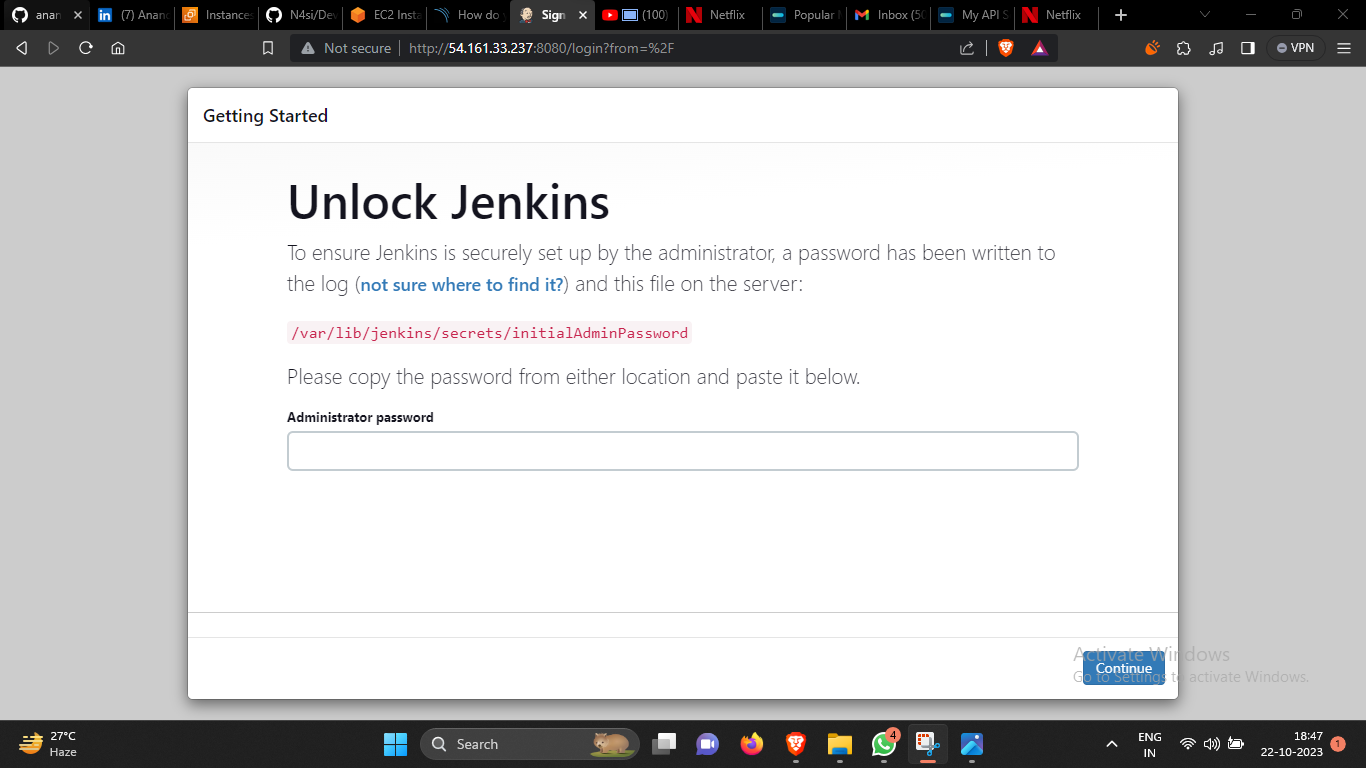 anan
(7) Anand
Instances
N4si/Dev
EC2 Insta
How do y
Sign
(100)
Netflix
Popular
Inbox (50
My API S
Netflix
Not secure
http://54.161.33.237:8080/login?from=%2F
VPN
Getting Started
Unlock Jenkins
To ensure Jenkins is securely set up by the administrator, a password has been written to
the log (not sure where to find it?) and this file on the server:
/var/lib/jenkins/secrets/initialAdminPassword
Please copy the password from either location and paste it below.
Administrator password
Activate Windows
Continue
Go to Settings to activate Windows.
27°C
Haze
Search
4
ENG
IN
18:47
22-10-2023
1